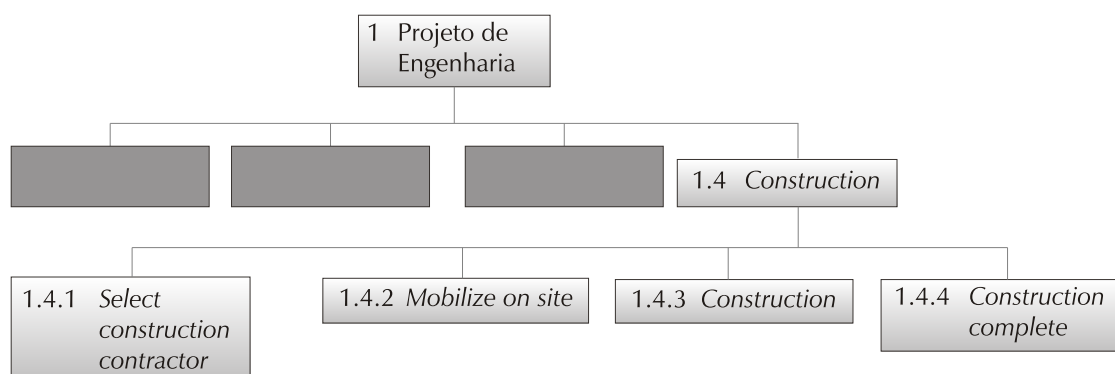 1 Projeto de
Engenharia
1.4 Construction
1.4.1 Select
construction
contractor
1.4.2 Mobilize on site
1.4.3 Construction
1.4.4 Construction
complete